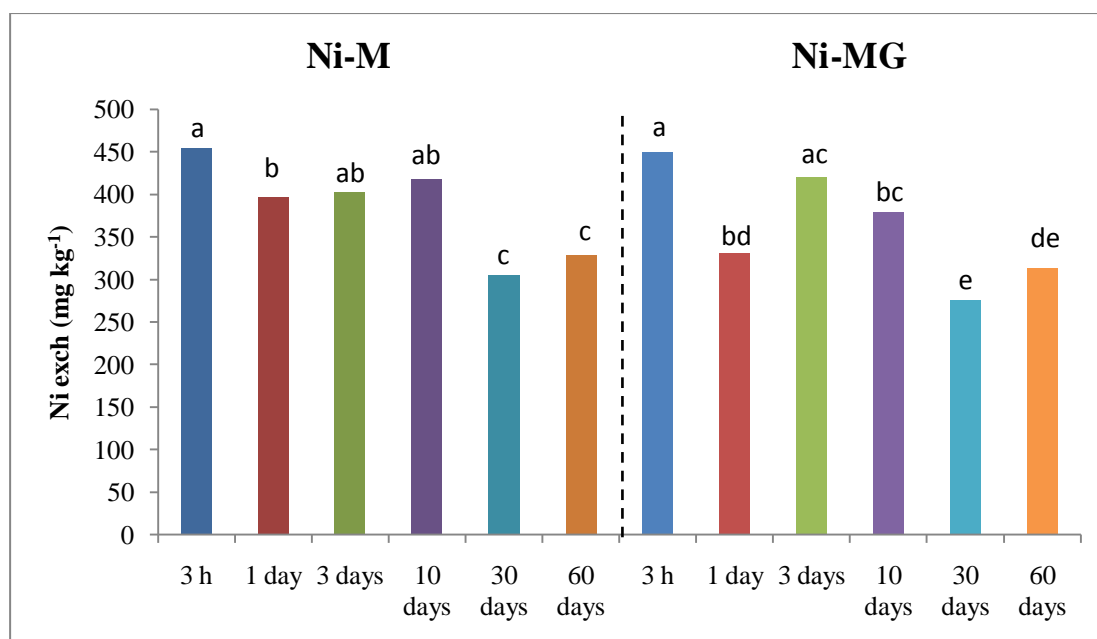 Ni-M
Ni-MG
Ni exch (mg kg-1)
500
450
400
350
300
250
200
150
100
50
0
a
b
ab
ab
c
c
a
bd
ac
bc
e
de
3 h
1 day
3 days
10
days
30
days
60
days
3 h
1 day
3 days
10
days
30
days
60
days